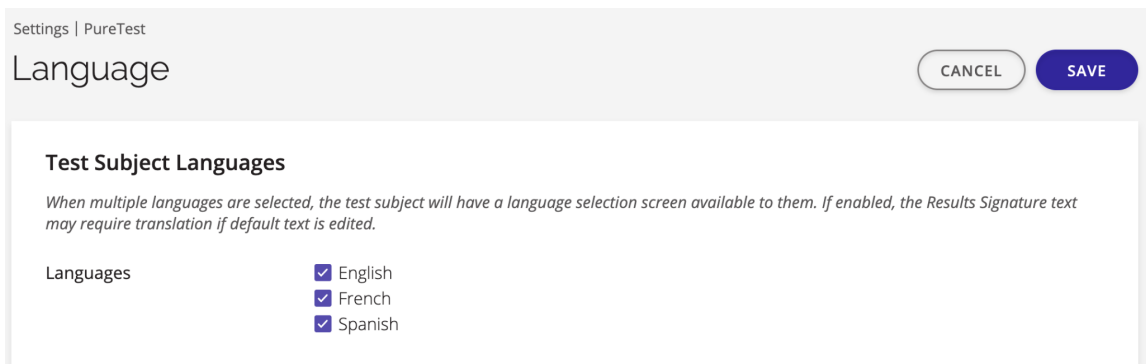 Settings | PureTest
Language
CANCEL
SAVE
Test Subject Languages
When multiple languages are selected, the test subject will have a language selection screen available to them. If enabled, the Results Signature text
may require translation if default text is edited.
Languages
English
French
Spanish